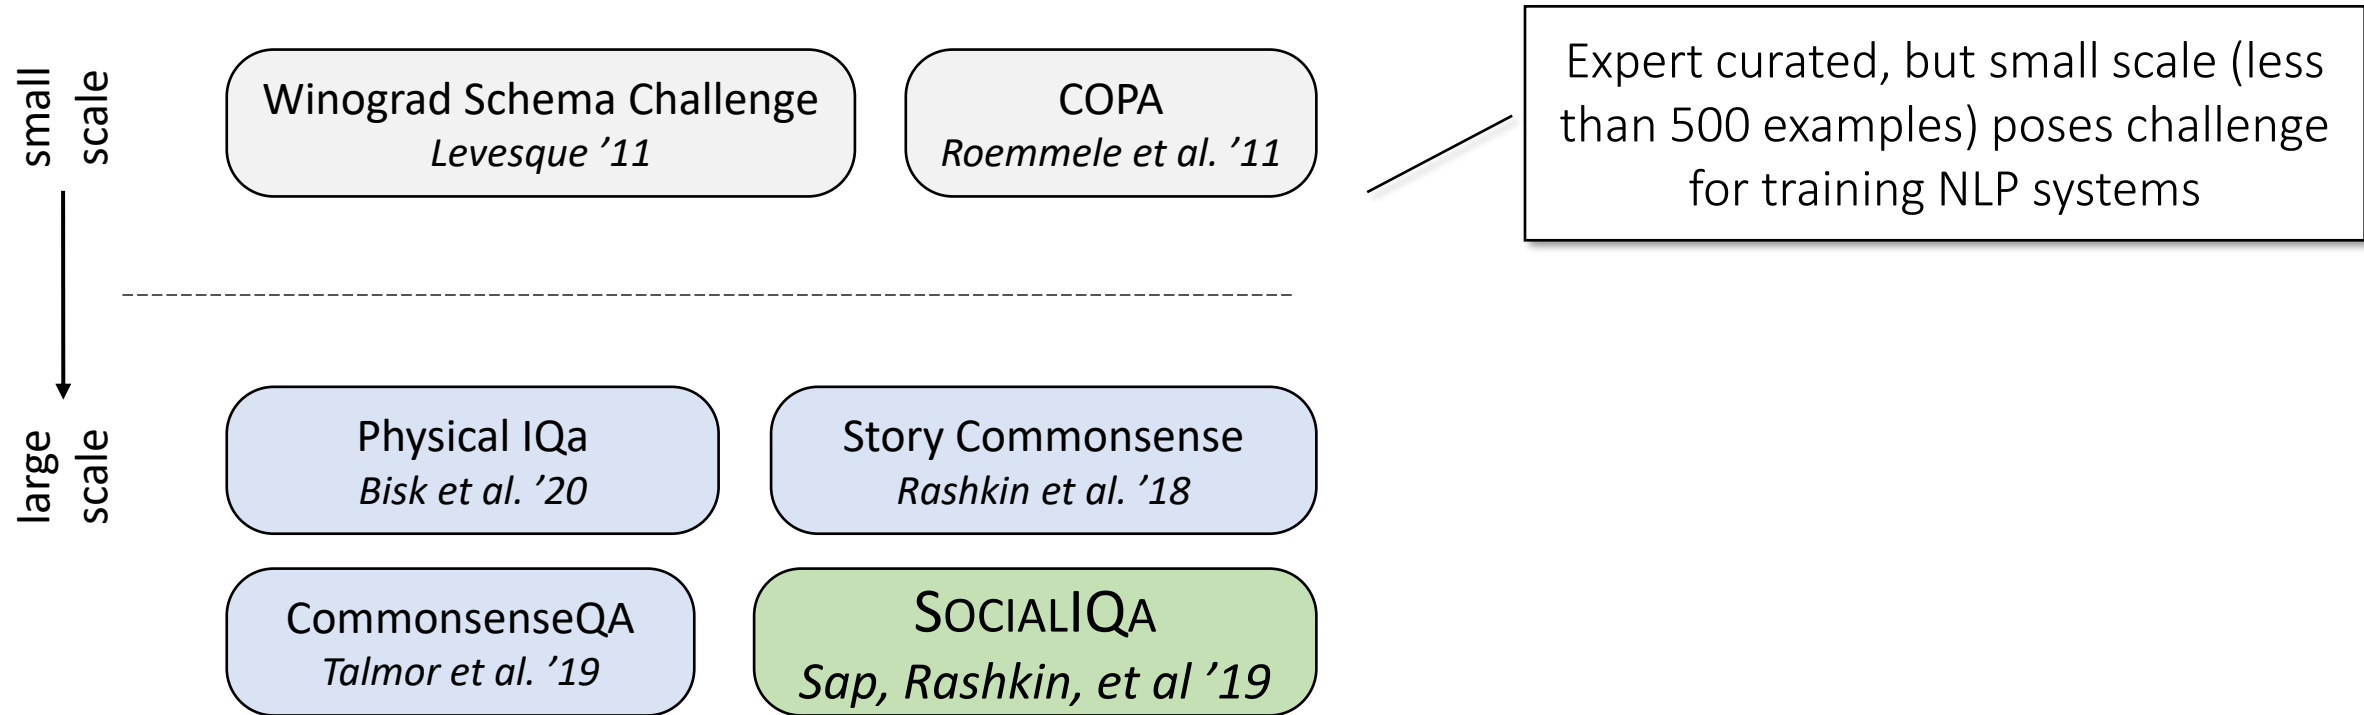 small
scale
Winograd Schema Challenge
Levesque ’11
COPA
Roemmele et al. ’11
Expert curated, but small scale (less
than 500 examples) poses challenge
for training NLP systems
large
scale
Physical IQa
Bisk et al. ’20
Story Commonsense
Rashkin et al. ’18
CommonsenseQA
Talmor et al. ’19
SOCIALIQA
Sap, Rashkin, et al ’19